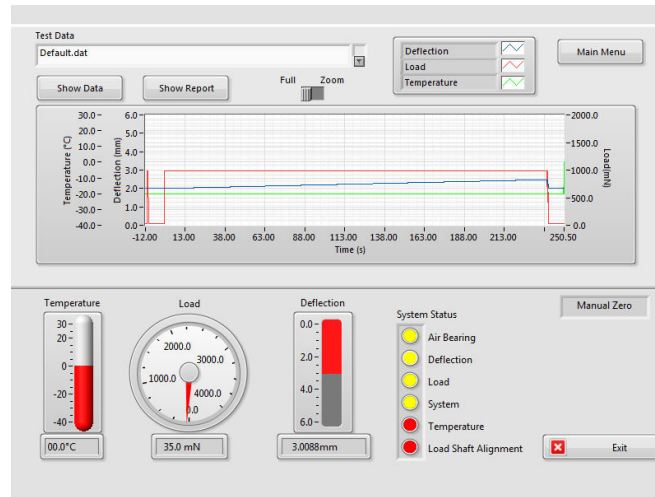 Test Data
Default.dat
Show Data
Show Report
Full Zoom
Deflection
Load
Temperature
Main Menu
Temperature (°C)
30.0
20.0
10.0
0.0
-10.0
-20.0
-30.0
-40.0
Deflection (mm)
6.0
5.0
4.0
3.0
2.0
1.0
0.0
2000.0
1500.0
1000.0
500.0
0.0
Load(mN)
-12.00 13.00 38.00 63.00 88.00 113.00 138.00 163.00 188.00 213.00 250.50
Time (s)
Temperature
30
20
0
-20
-40
00.0°C
Load
2000.0
3000.0
1000.0
4000.0
0.0
35.0 mN
Deflection
0.0
2.0
4.0
6.0
3.0088mm
System Status
Air Bearing
Deflection
Load
System
Temperature
Load Shaft Alignment
Manual Zero
Exit